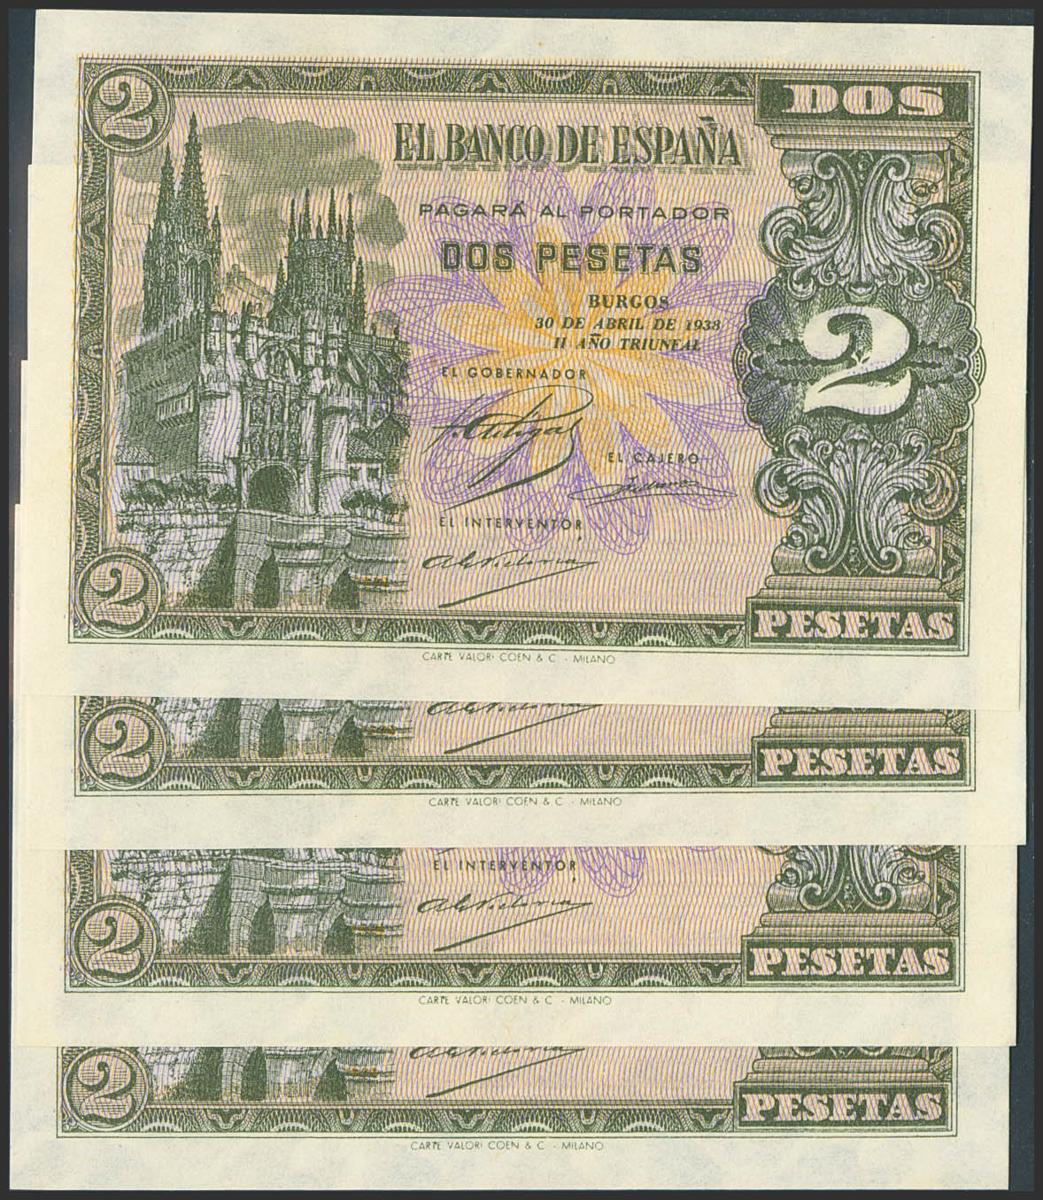 2
DOS
EL BANCO DE ESPAÑA
PAGARÁ AL PORTADOR
DOS PESETAS
BURGOS
30 DE ABRIL DE 1938
II AÑO TRIUNFAL
EL GOBERNADOR
2
EL CAJERO
EL INTERVENTOR
2
PESETAS
CARTE VALORI COEN & C - MILANO
2
PESETAS
CARTE VALORI COEN & C - MILANO
EL INTERVENTOR
2
PESETAS
CARTE VALORI COEN & C - MILANO
2
PESETAS
CARTE VALORI COEN & C - MILANO